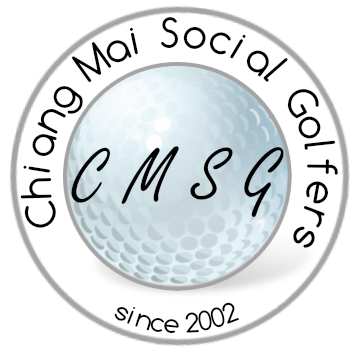 Chiang Mai Social Golfers
CMSG
since 2002